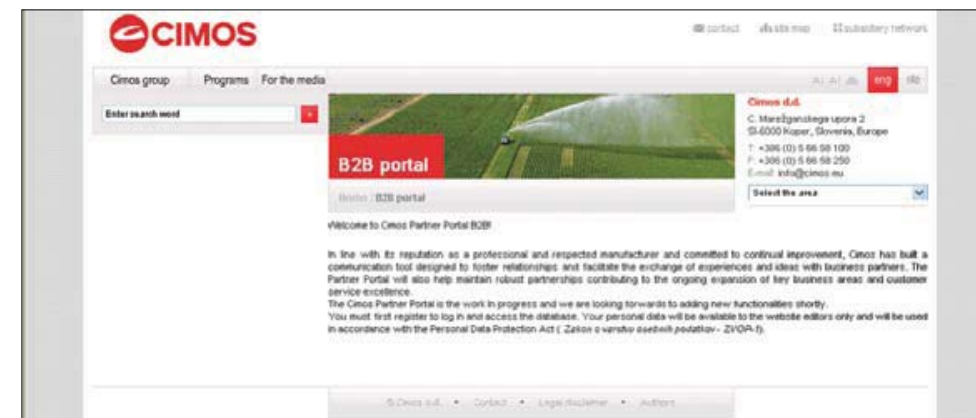 CIMOS
contact site map subsidiary network
Cimos group Programs For the media
eng slo
Enter search word
B2B portal
Home / B2B portal
Cimos d.d.
C. Marežganskega upora 2
SI-6000 Koper, Slovenia, Europe
T: +386 (0) 5 66 58 100
F: +386 (0) 5 66 58 250
E-mail: info@cimos.eu
Select the area
Welcome to Cimos Partner Portal B2B!
In line with its reputation as a professional and respected manufacturer and committed to continual improvement, Cimos has built a
communication tool designed to foster relationships and facilitate the exchange of experiences and ideas with business partners. The
Partner Portal will also help maintain robust partnerships contributing to the ongoing expansion of key business areas and customer
service excellence.
The Cimos Partner Portal is the work in progress and we are looking forwards to adding new functionalities shortly.
You must first register to log in and access the database. Your personal data will be available to the website editors only and will be used
in accordance with the Personal Data Protection Act ( Zakon o varstvu osebnih podatkov - ZVOP-1).
© Cimos d.d. • Contact • Legal disclaimer • Authors